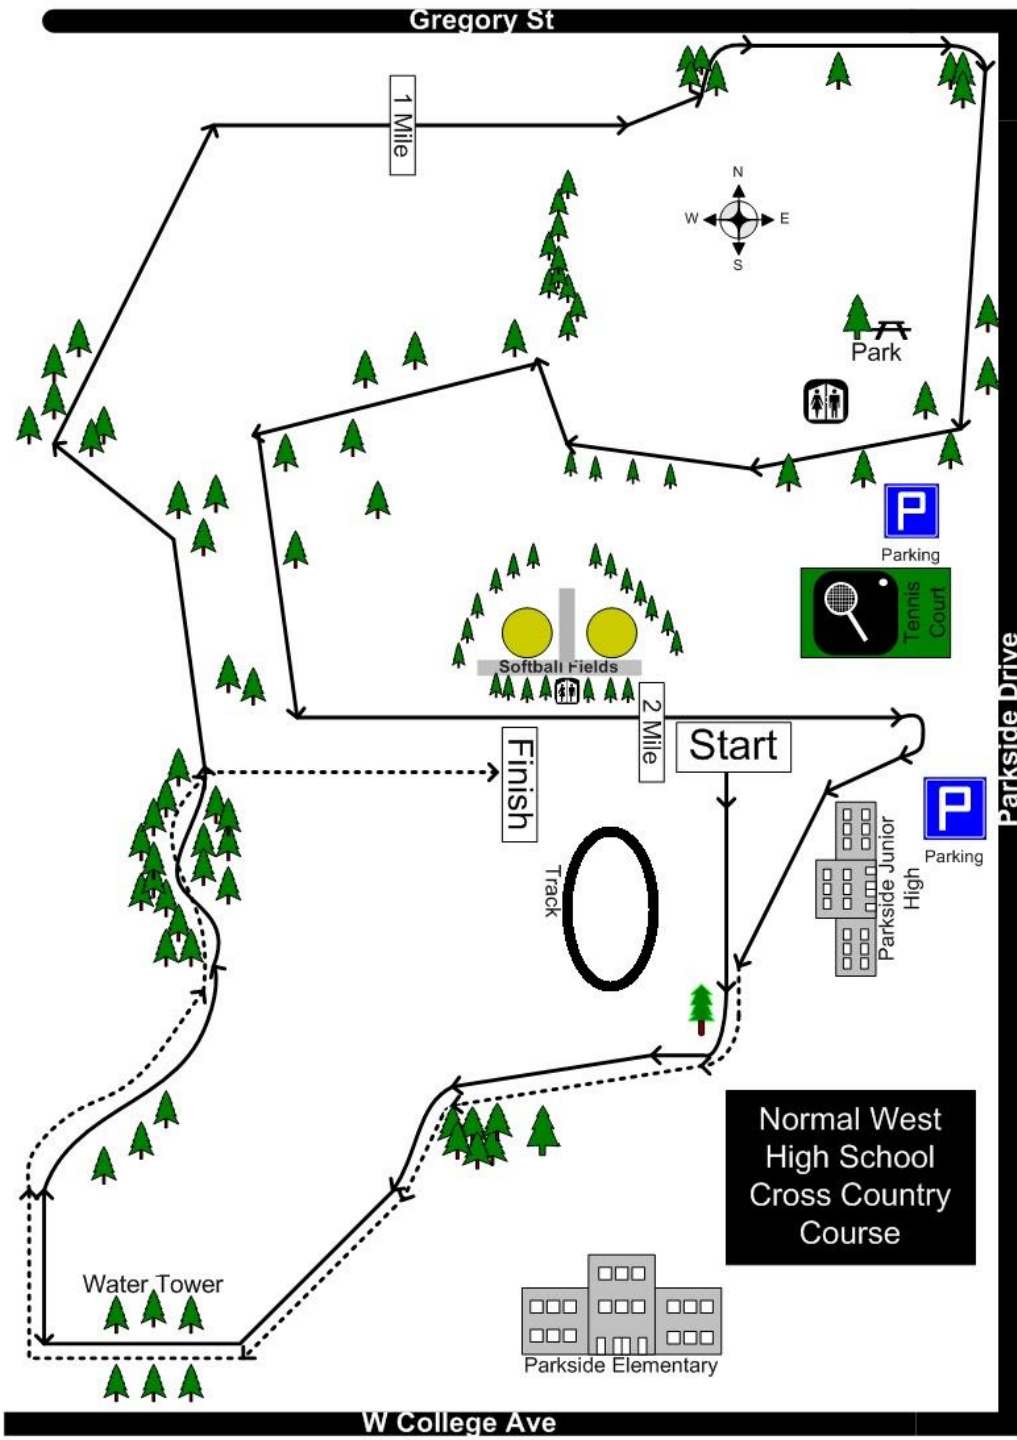 Gregory St
1 Mile
N
W E
S
Park
P
Parking
Tennis
Court
Softball Fields
Parkside Drive
2 Mile
Start
Finish
P
Parking
Parkside Junior
High
Track
Normal West
High School
Cross Country
Course
Water Tower
Parkside Elementary
W College Ave